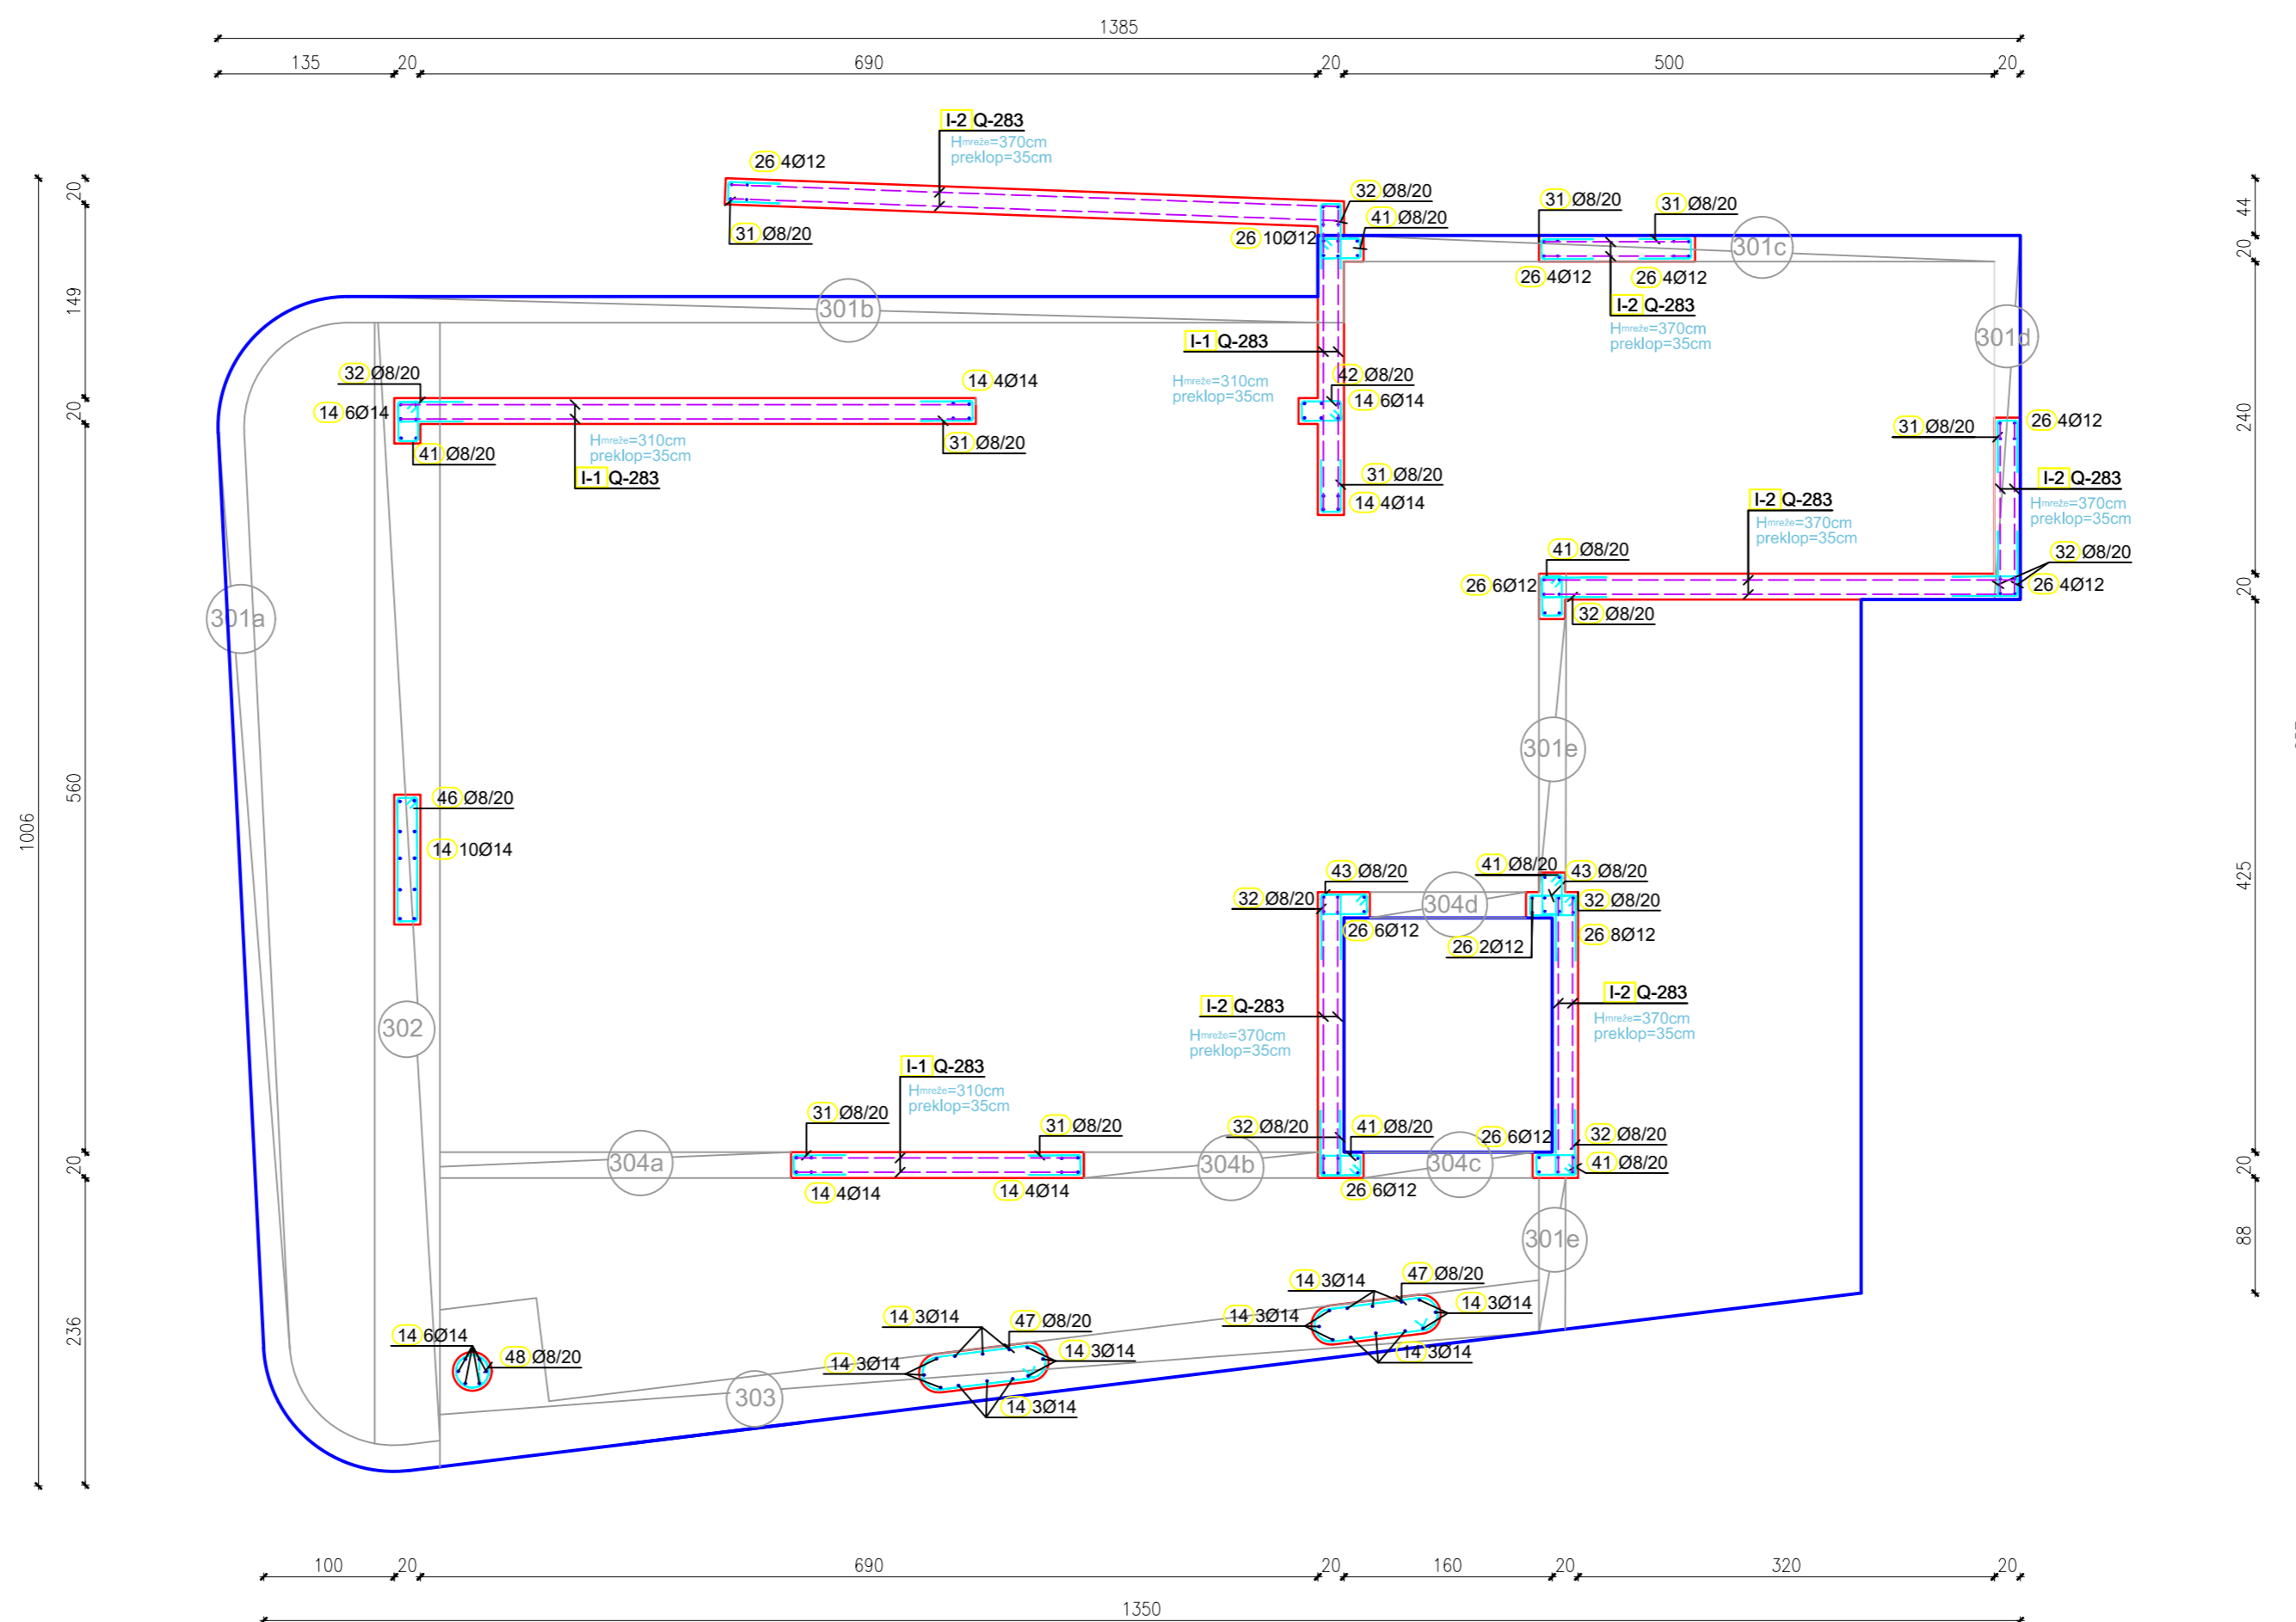 1385
135
20
690
20
500
20
I-2 Q-283
Hmreže=370cm
preklop=35cm
26 4Ø12
31 Ø8/20
32 Ø8/20
41 Ø8/20
26 10Ø12
31 Ø8/20
31 Ø8/20
301c
26 4Ø12
26 4Ø12
I-2 Q-283
Hmreže=370cm
preklop=35cm
301b
301d
I-1 Q-283
Hmreže=310cm
preklop=35cm
42 Ø8/20
14 6Ø14
32 Ø8/20
14 6Ø14
41 Ø8/20
14 4Ø14
31 Ø8/20
Hmreže=310cm
preklop=35cm
I-1 Q-283
31 Ø8/20
14 4Ø14
31 Ø8/20
26 4Ø12
I-2 Q-283
Hmreže=370cm
preklop=35cm
I-2 Q-283
Hmreže=370cm
preklop=35cm
32 Ø8/20
26 4Ø12
41 Ø8/20
26 6Ø12
32 Ø8/20
301a
301e
46 Ø8/20
14 10Ø14
43 Ø8/20
32 Ø8/20
26 6Ø12
304d
41 Ø8/20
43 Ø8/20
32 Ø8/20
26 2Ø12
26 8Ø12
302
I-2 Q-283
Hmreže=370cm
preklop=35cm
I-2 Q-283
Hmreže=370cm
preklop=35cm
I-1 Q-283
Hmreže=310cm
preklop=35cm
31 Ø8/20
31 Ø8/20
32 Ø8/20
41 Ø8/20
26 6Ø12
32 Ø8/20
41 Ø8/20
304a
304b
304c
14 4Ø14
14 4Ø14
26 6Ø12
301e
14 3Ø14
47 Ø8/20
14 3Ø14
14 3Ø14
14 3Ø14
14 3Ø14
47 Ø8/20
14 3Ø14
14 3Ø14
14 3Ø14
14 6Ø14
48 Ø8/20
303
20
149
20
560
20
236
1006
44
20
240
20
425
20
88
100
20
690
20
160
20
320
20
1350